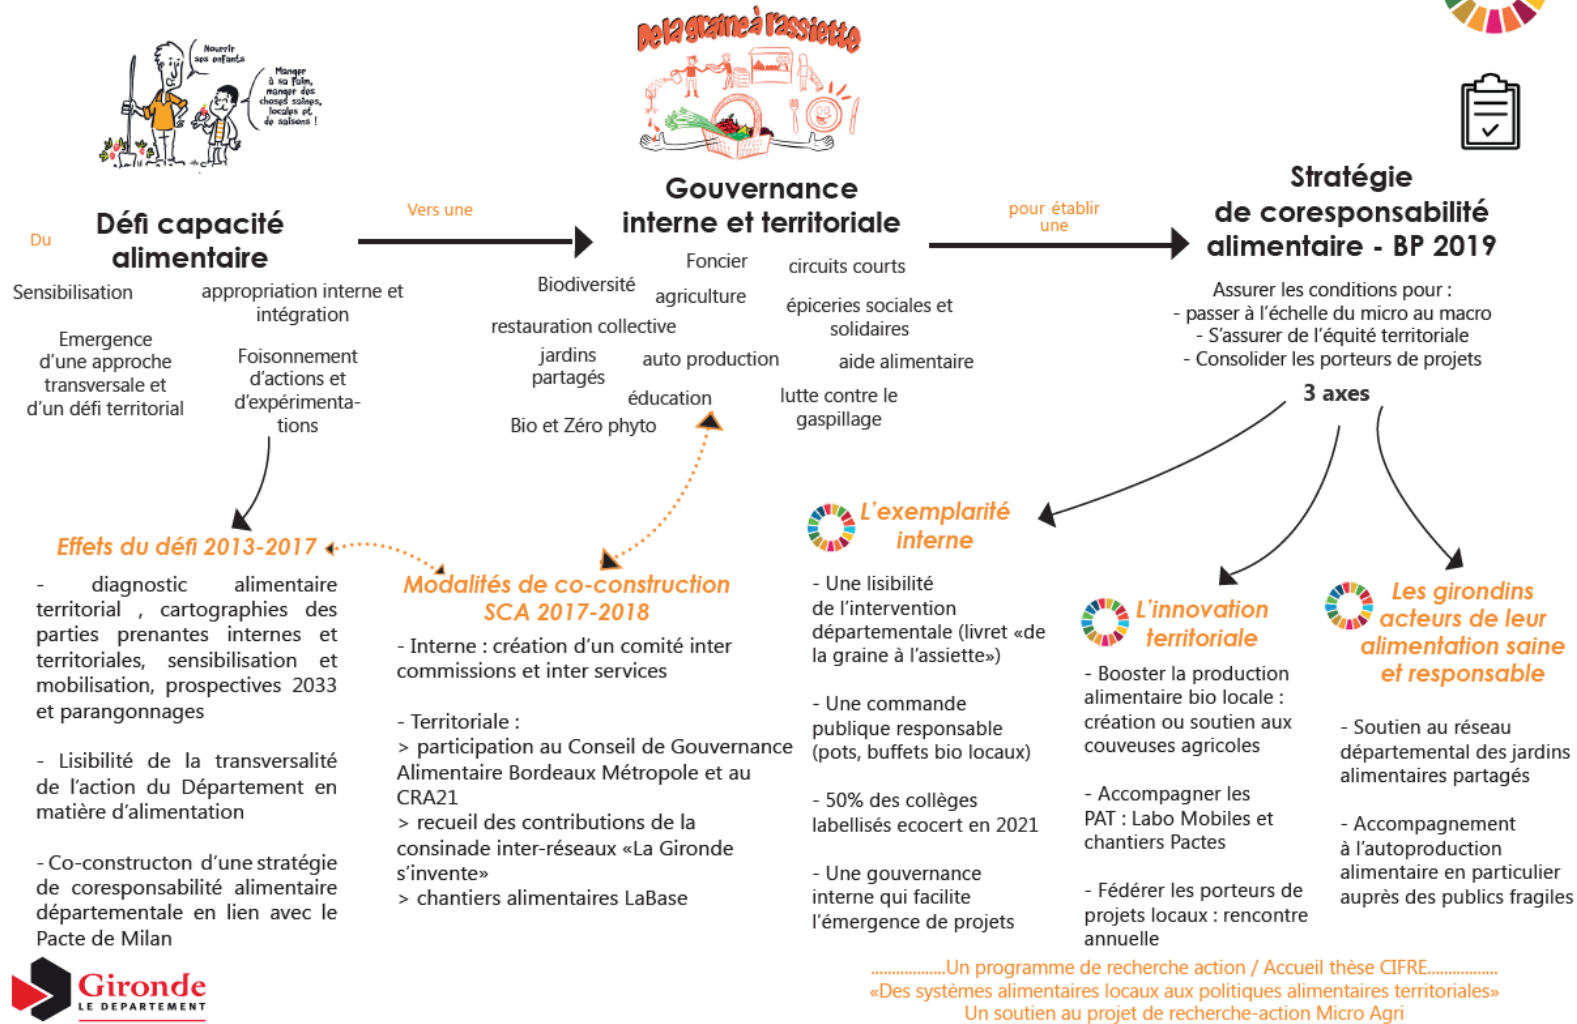 Nourrir
ses enfants
Manger
à sa faim,
manger des
choses saines,
locales et
de saisons !
De la graine à l'assiette
Du
Défi capacité
alimentaire
Vers une
Gouvernance
interne et territoriale
pour établir
une
Stratégie
de coresponsabilité
alimentaire - BP 2019
Sensibilisation
appropriation interne et
intégration
Emergence
d'une approche
transversale et
d'un défi territorial
Foisonnement
d'actions et
d'expérimenta-
tions
Foncier
circuits courts
Biodiversité
agriculture
épiceries sociales et
solidaires
restauration collective
jardins
partagés
auto production
aide alimentaire
éducation
lutte contre le
gaspillage
Bio et Zéro phyto
Assurer les conditions pour :
- passer à l'échelle du micro au macro
- S'assurer de l'équité territoriale
- Consolider les porteurs de projets
3 axes
Effets du défi 2013-2017
- diagnostic alimentaire
territorial , cartographies des
parties prenantes internes et
territoriales, sensibilisation et
mobilisation, prospectives 2033
et parangonnages
- Lisibilité de la transversalité
de l'action du Département en
matière d'alimentation
- Co-constructon d'une stratégie
de coresponsabilité alimentaire
départementale en lien avec le
Pacte de Milan
Modalités de co-construction
SCA 2017-2018
- Interne : création d'un comité inter
commissions et inter services
- Territoriale :
> participation au Conseil de Gouvernance
Alimentaire Bordeaux Métropole et au
CRA21
> recueil des contributions de la
consinade inter-réseaux «La Gironde
s'invente»
> chantiers alimentaires LaBase
L'exemplarité
interne
- Une lisibilité
de l'intervention
départementale (livret «de
la graine à l'assiette»)
- Une commande
publique responsable
(pots, buffets bio locaux)
- 50% des collèges
labellisés ecocert en 2021
- Une gouvernance
interne qui facilite
l'émergence de projets
L'innovation
territoriale
- Booster la production
alimentaire bio locale :
création ou soutien aux
couveuses agricoles
- Accompagner les
PAT : Labo Mobiles et
chantiers Pactes
- Fédérer les porteurs de
projets locaux : rencontre
annuelle
Les girondins
acteurs de leur
alimentation saine
et responsable
- Soutien au réseau
départemental des jardins
alimentaires partagés
- Accompagnement
à l'autoproduction
alimentaire en particulier
auprès des publics fragiles
..................Un programme de recherche action / Accueil thèse CIFRE.................
«Des systèmes alimentaires locaux aux politiques alimentaires territoriales»
Un soutien au projet de recherche-action Micro Agri
Gironde
LE DEPARTEMENT